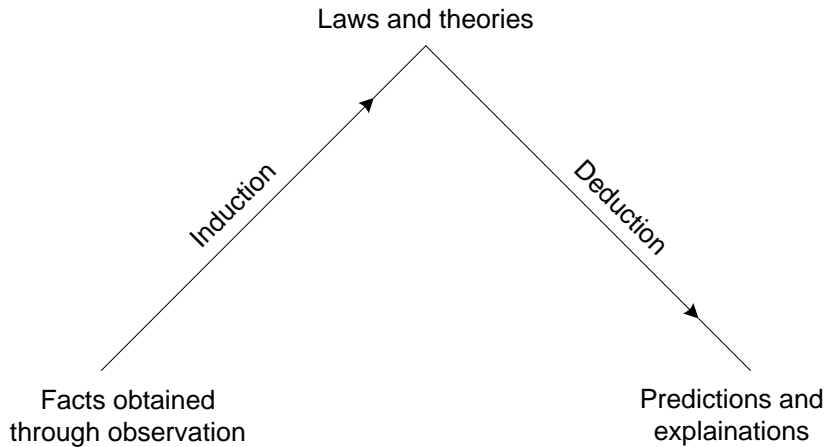 Laws and theories
Induction
Deduction
Facts obtained
through observation
Predictions and
explainations